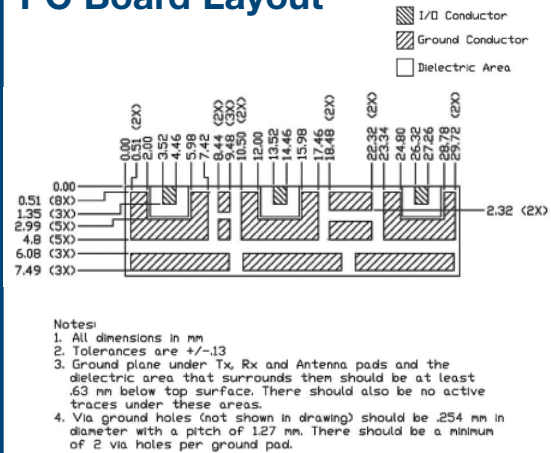 PC Board Layout
I/O Conductor
Ground Conductor
Dielectric Area
0.00
0.51 (2X)
2.00
3.52
4.46
5.98
7.42
8.44 (2X)
9.48 (3X)
10.50 (2X)
12.00
13.52
14.46
15.98
17.46
18.48 (2X)
22.32 (2X)
23.34
24.80
26.32
27.26
28.78
29.72 (2X)
0.00
0.51 (8X)
1.35 (3X)
2.99 (5X)
4.8 (5X)
6.08 (3X)
7.49 (3X)
2.32 (2X)
Notes:
1. All dimensions in mm
2. Tolerances are +/-.13
3. Ground plane under Tx, Rx and Antenna pads and the
dielectric area that surrounds them should be at least
.63 mm below top surface. There should also be no active
traces under these areas.
4. Via ground holes (not shown in drawing) should be .254 mm in
diameter with a pitch of 1.27 mm. There should be a minimum
of 2 via holes per ground pad.